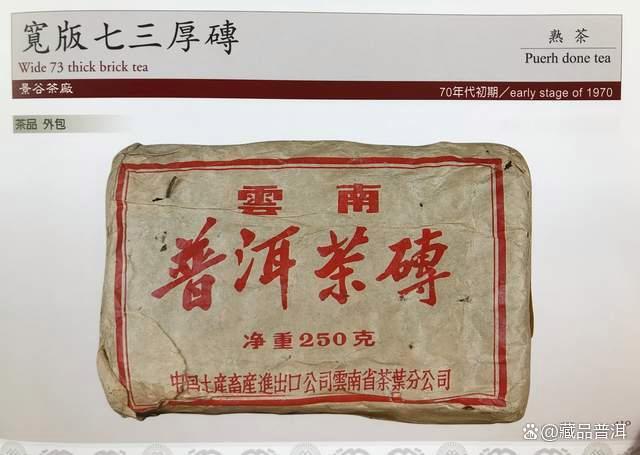 寬版七三厚磚
Wide 73 thick brick tea
熟茶
Puerh done tea
景谷茶廠
70年代初期／early stage of 1970
茶品 外包
雲南
普洱茶磚
净重250克
中国土産畜産進出口公司雲南省茶葉分公司
@藏品普洱